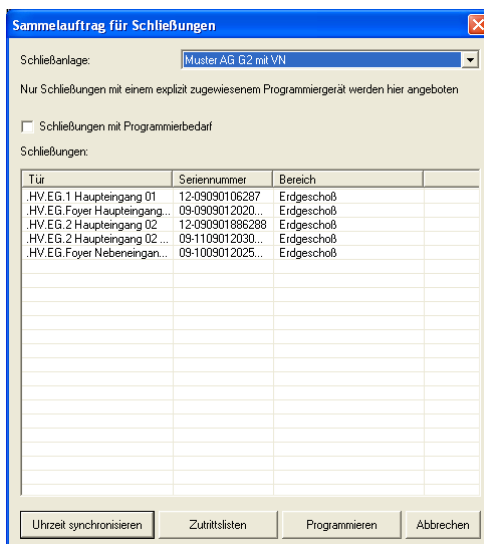 Sammelauftrag für Schließungen
Schließanlage: Muster AG G2 mit VN
Nur Schließungen mit einem explizit zugewiesenem Programmiergerät werden hier angeboten
Schließungen mit Programmierbedarf
Schließungen:
Tür Seriennummer Bereich
.HV.EG.1 Haupteingang 01 12-09090106287 Erdgeschoß
.HV.EG.Foyer Haupteingang... 09-0909012020... Erdgeschoß
.HV.EG.2 Haupteingang 02 12-090901886288 Erdgeschoß
.HV.EG.2 Haupteingang 02 ... 09-1109012030... Erdgeschoß
.HV.EG.Foyer Nebeneingan... 09-1009012025... Erdgeschoß
Uhrzeit synchronisieren Zutrittslisten Programmieren Abbrechen